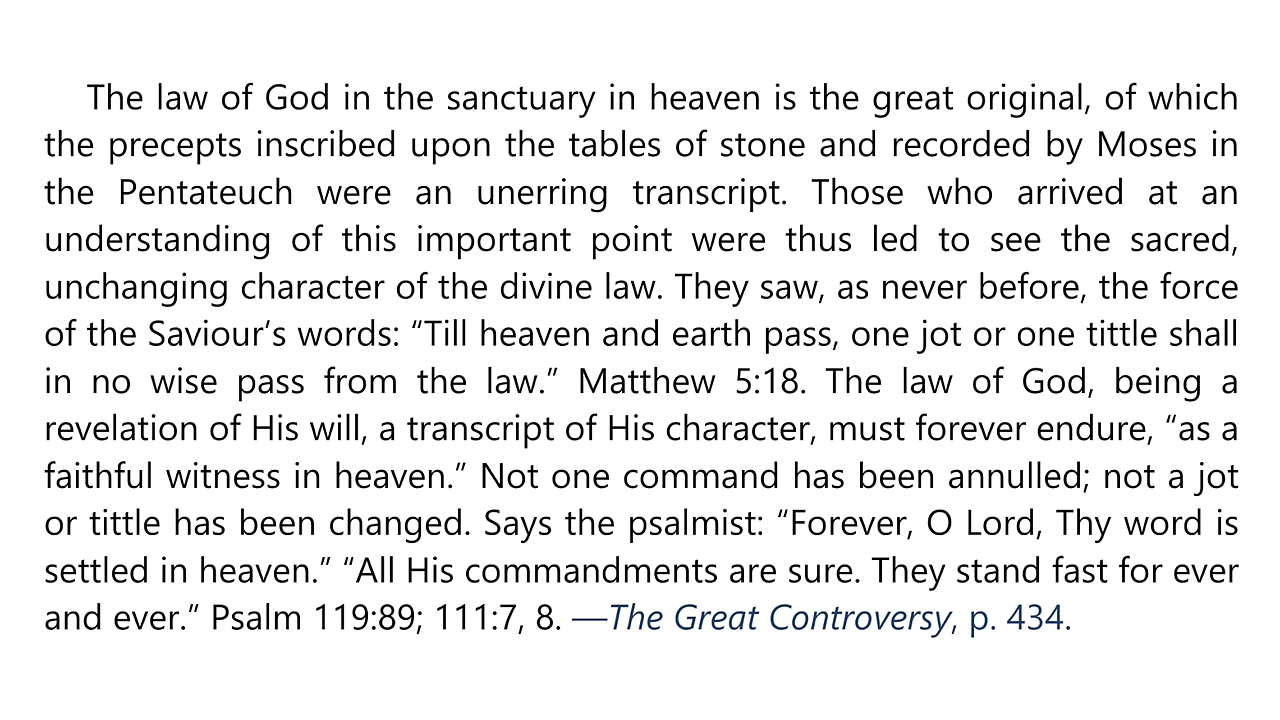 The law of God in the sanctuary in heaven is the great original, of which
the precepts inscribed upon the tables of stone and recorded by Moses in
the Pentateuch were an unerring transcript. Those who arrived at an
understanding of this important point were thus led to see the sacred,
unchanging character of the divine law. They saw, as never before, the force
of the Saviour’s words: “Till heaven and earth pass, one jot or one tittle shall
in no wise pass from the law.” Matthew 5:18. The law of God, being a
revelation of His will, a transcript of His character, must forever endure, “as a
faithful witness in heaven.” Not one command has been annulled; not a jot
or tittle has been changed. Says the psalmist: “Forever, O Lord, Thy word is
settled in heaven.” “All His commandments are sure. They stand fast for ever
and ever.” Psalm 119:89; 111:7, 8. —The Great Controversy, p. 434.